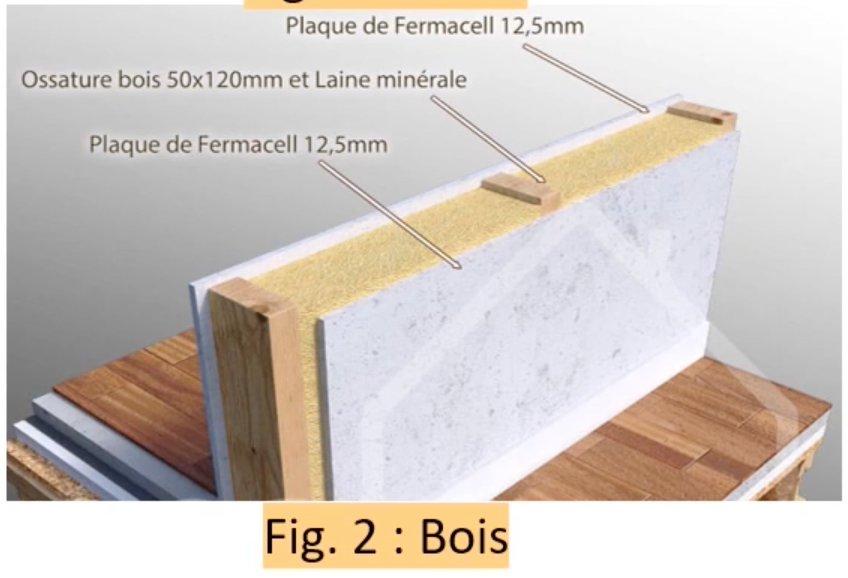 Plaque de Fermacell 12,5mm
Ossature bois 50x120mm et Laine minérale
Plaque de Fermacell 12,5mm
Fig. 2 : Bois